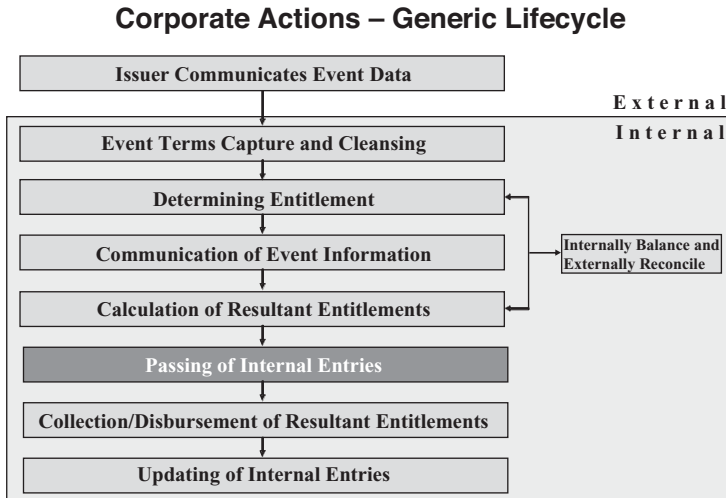 Corporate Actions – Generic Lifecycle
Issuer Communicates Event Data
External
Internal
Event Terms Capture and Cleansing
Determining Entitlement
Communication of Event Information
Internally Balance and
Externally Reconcile
Calculation of Resultant Entitlements
Passing of Internal Entries
Collection/Disbursement of Resultant Entitlements
Updating of Internal Entries